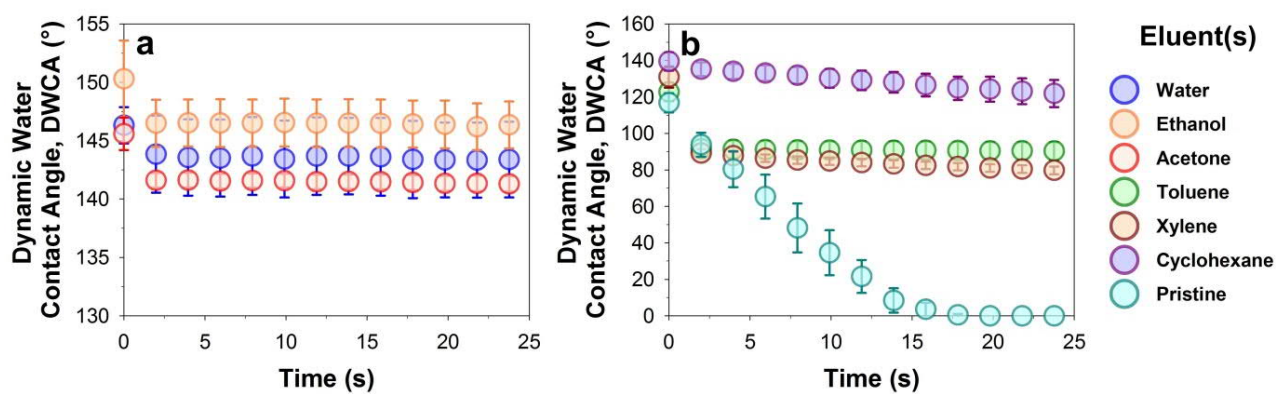 a
Dynamic Water
Contact Angle, DWCA (°)
155
150
145
140
135
130
0 5 10 15 20 25
Time (s)
b
Dynamic Water
Contact Angle, DWCA (°)
160
140
120
100
80
60
40
20
0
0 5 10 15 20 25
Time (s)
Eluent(s)
Water
Ethanol
Acetone
Toluene
Xylene
Cyclohexane
Pristine